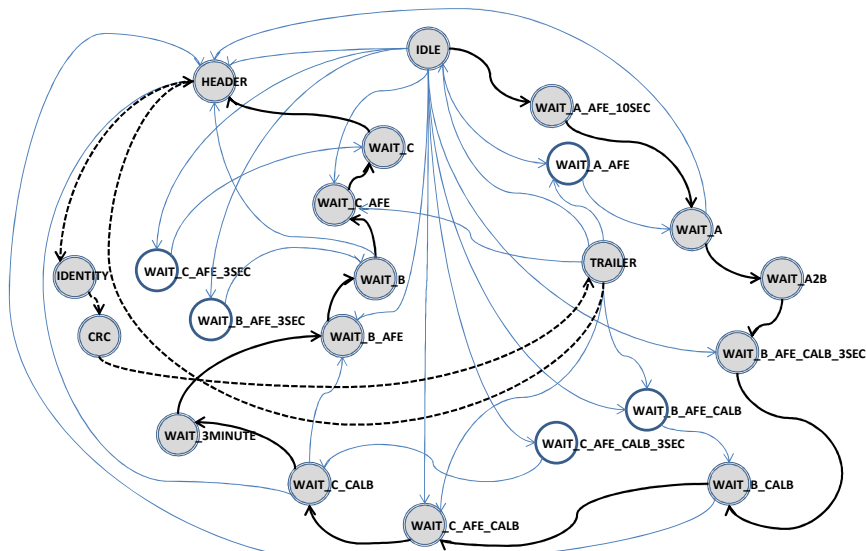 IDLE
HEADER
WAIT_A_AFE_10SEC
WAIT_C
WAIT_A_AFE
WAIT_C_AFE
WAIT_A
TRAILER
IDENTITY
WAIT_C_AFE_3SEC
WAIT_B
WAIT_A2B
WAIT_B_AFE_3SEC
CRC
WAIT_B_AFE
WAIT_B_AFE_CALB_3SEC
WAIT_B_AFE_CALB
WAIT_3MINUTE
WAIT_C_AFE_CALB_3SEC
WAIT_C_CALB
WAIT_B_CALB
WAIT_C_AFE_CALB